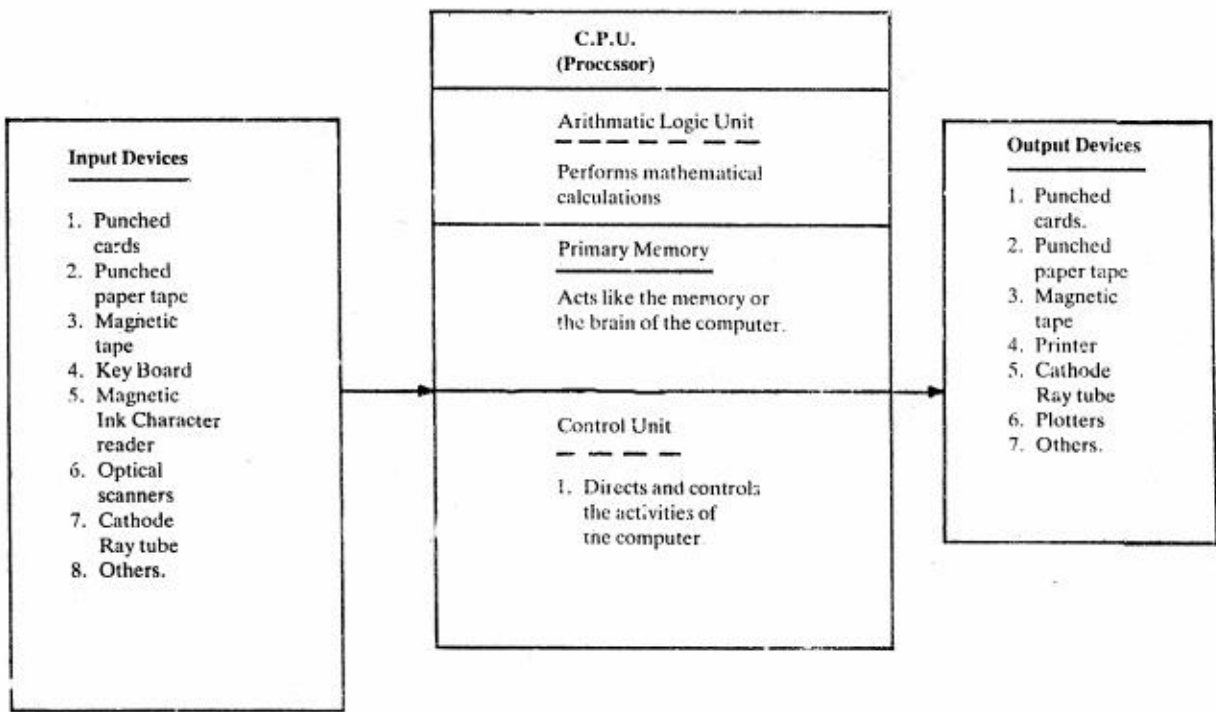 Input Devices
1. Punched
cards
2. Punched
paper tape
3. Magnetic
tape
4. Key Board
5. Magnetic
Ink Character
reader
6. Optical
scanners
7. Cathode
Ray tube
8. Others.
C.P.U.
(Processor)
Arithmatic Logic Unit
Performs mathematical
calculations
Primary Memory
Acts like the memory or
the brain of the computer.
Control Unit
1. Directs and controls
the activities of
the computer
Output Devices
1. Punched
cards.
2. Punched
paper tape
3. Magnetic
tape
4. Printer
5. Cathode
Ray tube
6. Plotters
7. Others.